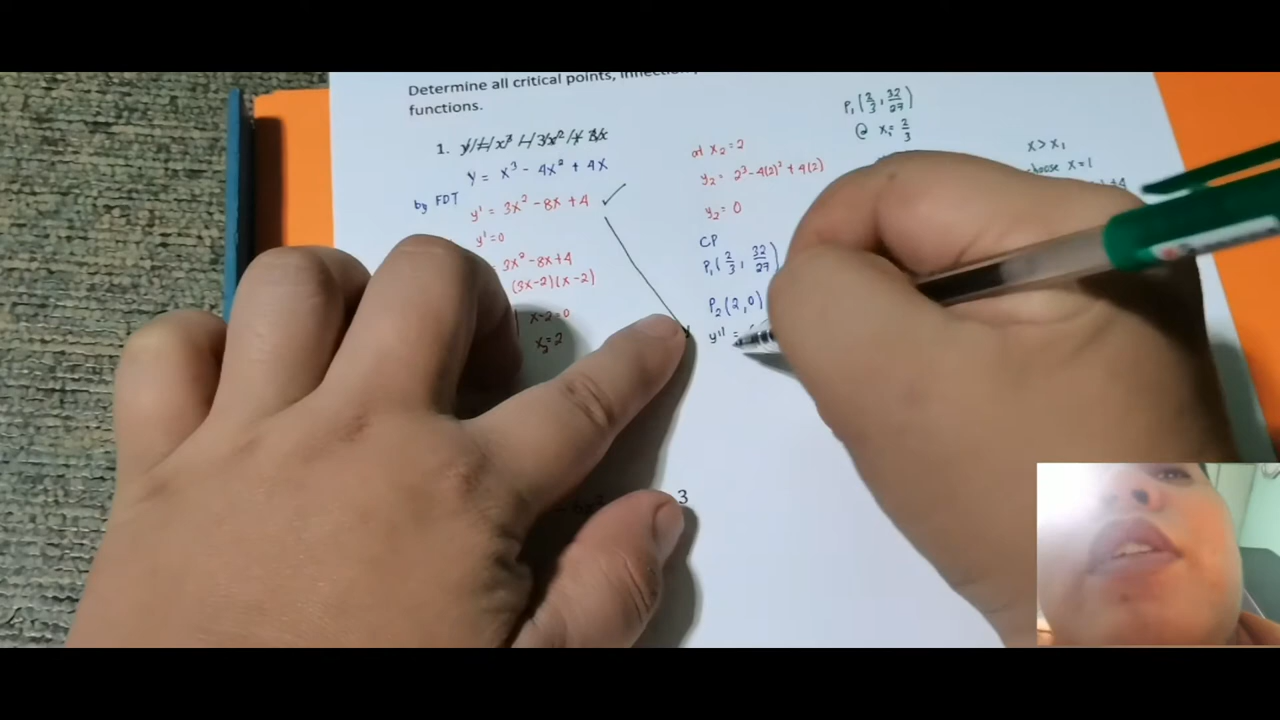 Determine all critical points,
functions.
1.
y = x³ - 4x² + 4x
by FDT
y' = 3x² - 8x + 4
y' = 0
3x² - 8x + 4
(3x-2)(x-2)
x-2=0
x₂=2
3
at x₂ = 2
y₂ = 2³ - 4(2)² + 4(2)
y₂ = 0
CP
P₁(2/3, 32/27)
P₂(2,0)
y'' =
P₁(2/3, 32/27)
@ x₁ = 2/3
x > x₁
choose x = 1